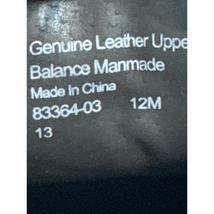 Genuine Leather Uppe
Balance Manmade
Made In China
83364-03 12M
13